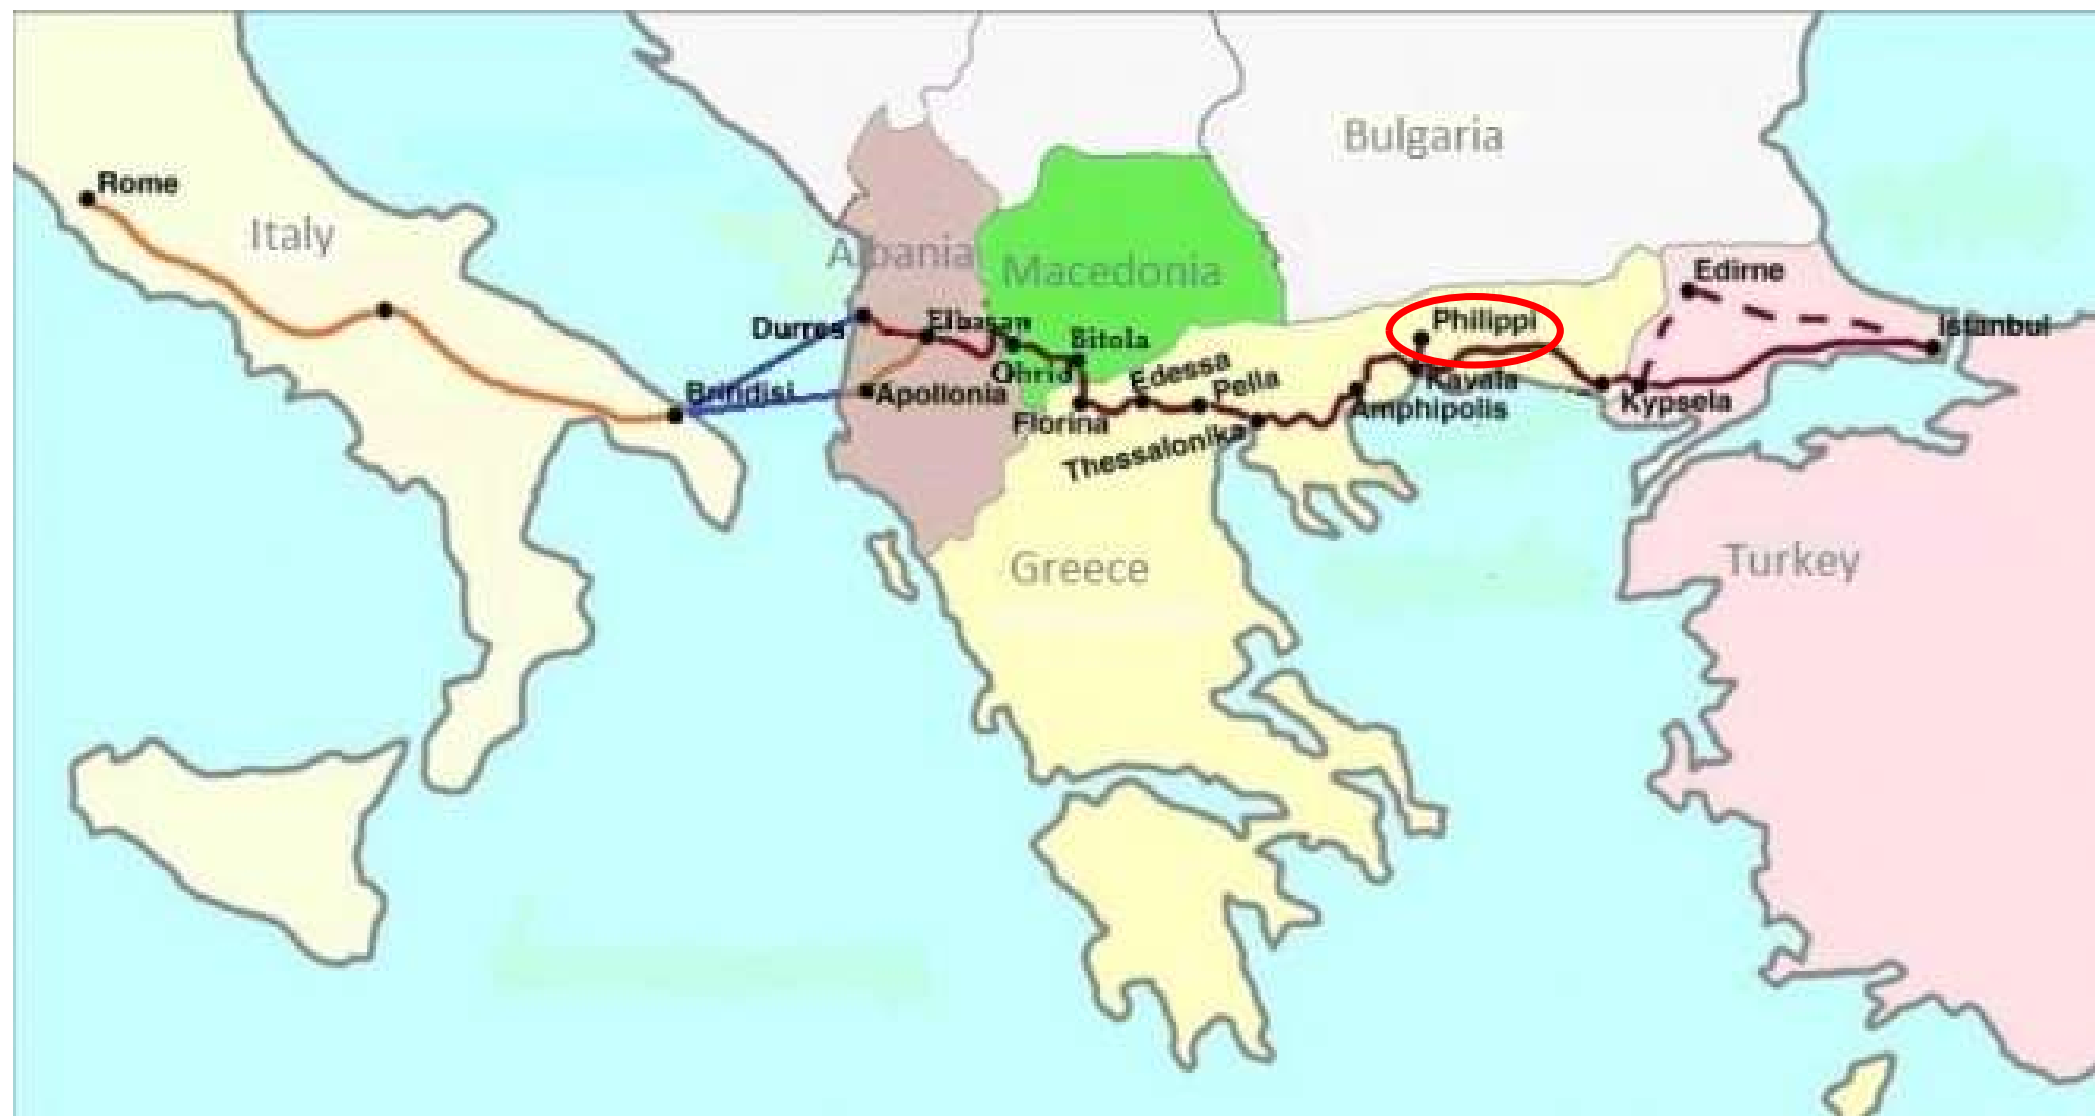 Bulgaria
Rome
Italy
Albania
Macedonia
Edirne
Durres
Elbasan
Bitola
Philippi
Istanbul
Ohrid
Edessa
Pella
Kavala
Brindisi
Apollonia
Florina
Amphipolis
Kypsela
Thessalonika
Greece
Turkey